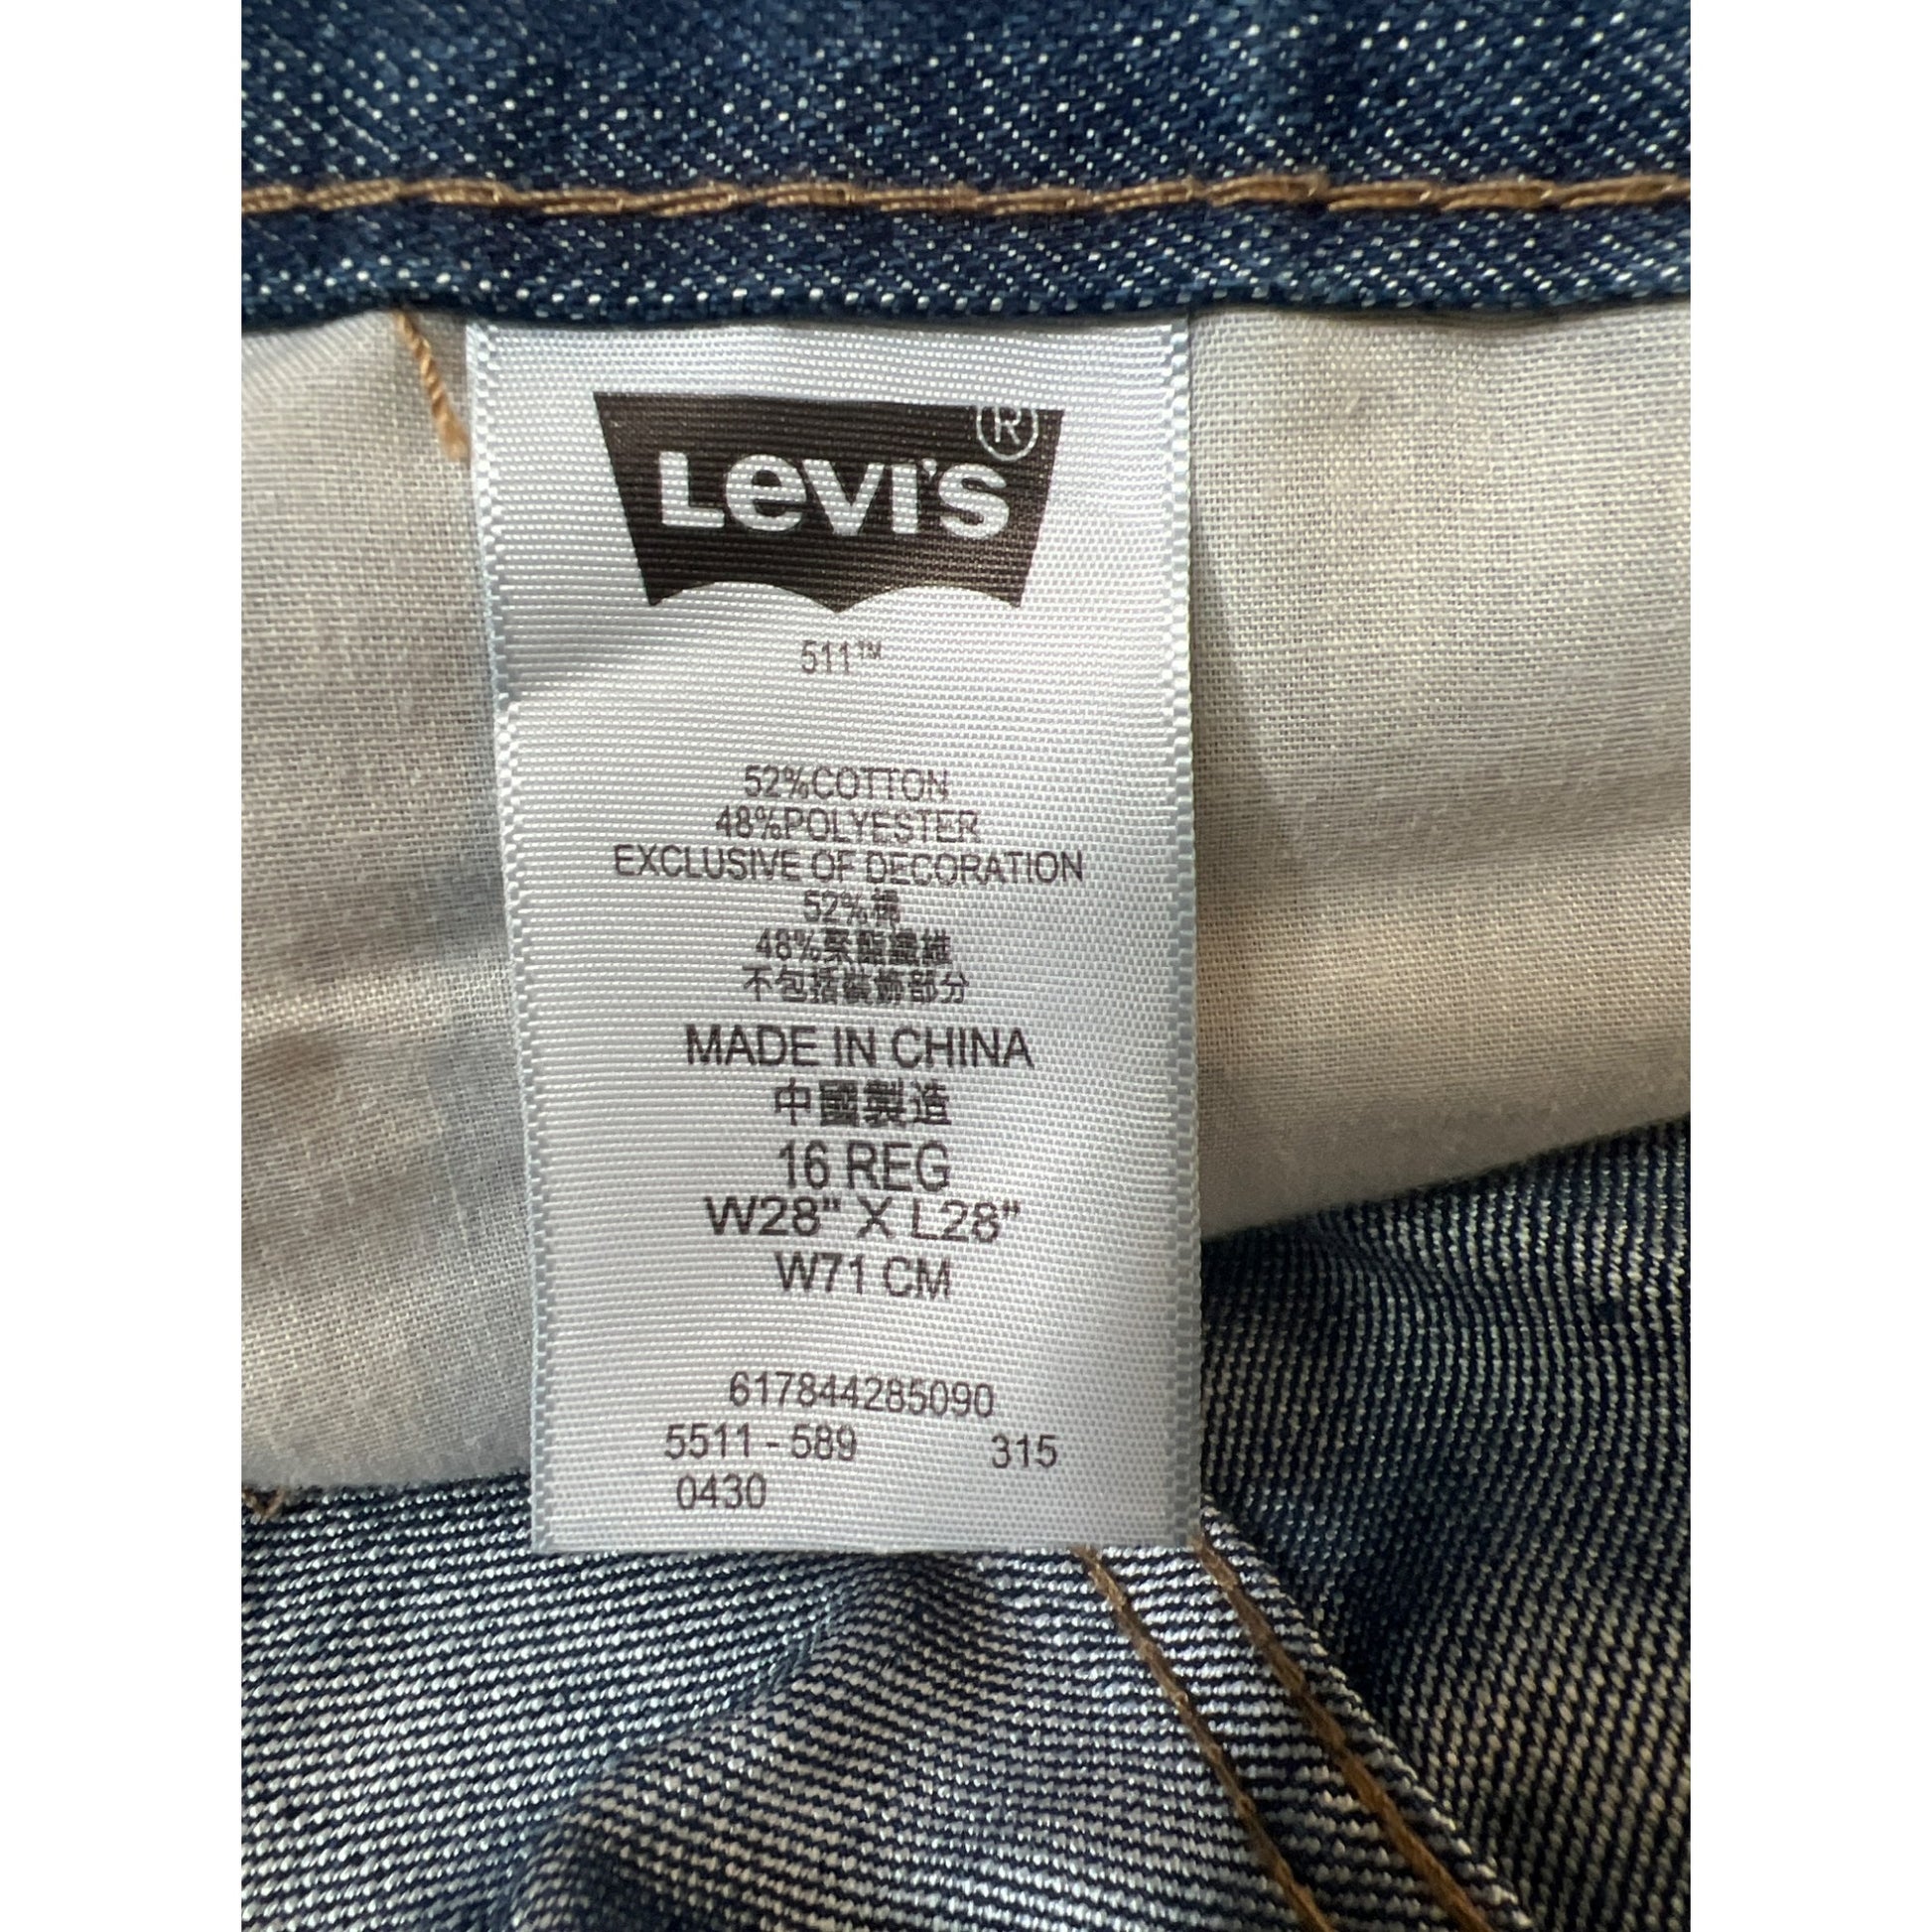 LEVI'S®
511™
52%COTTON
48%POLYESTER
EXCLUSIVE OF DECORATION
52%棉
48%聚酯纖維
不包括裝飾部分
MADE IN CHINA
中國製造
16 REG
W28" X L28"
W71 CM
617844285090
5511 - 589 315
0430